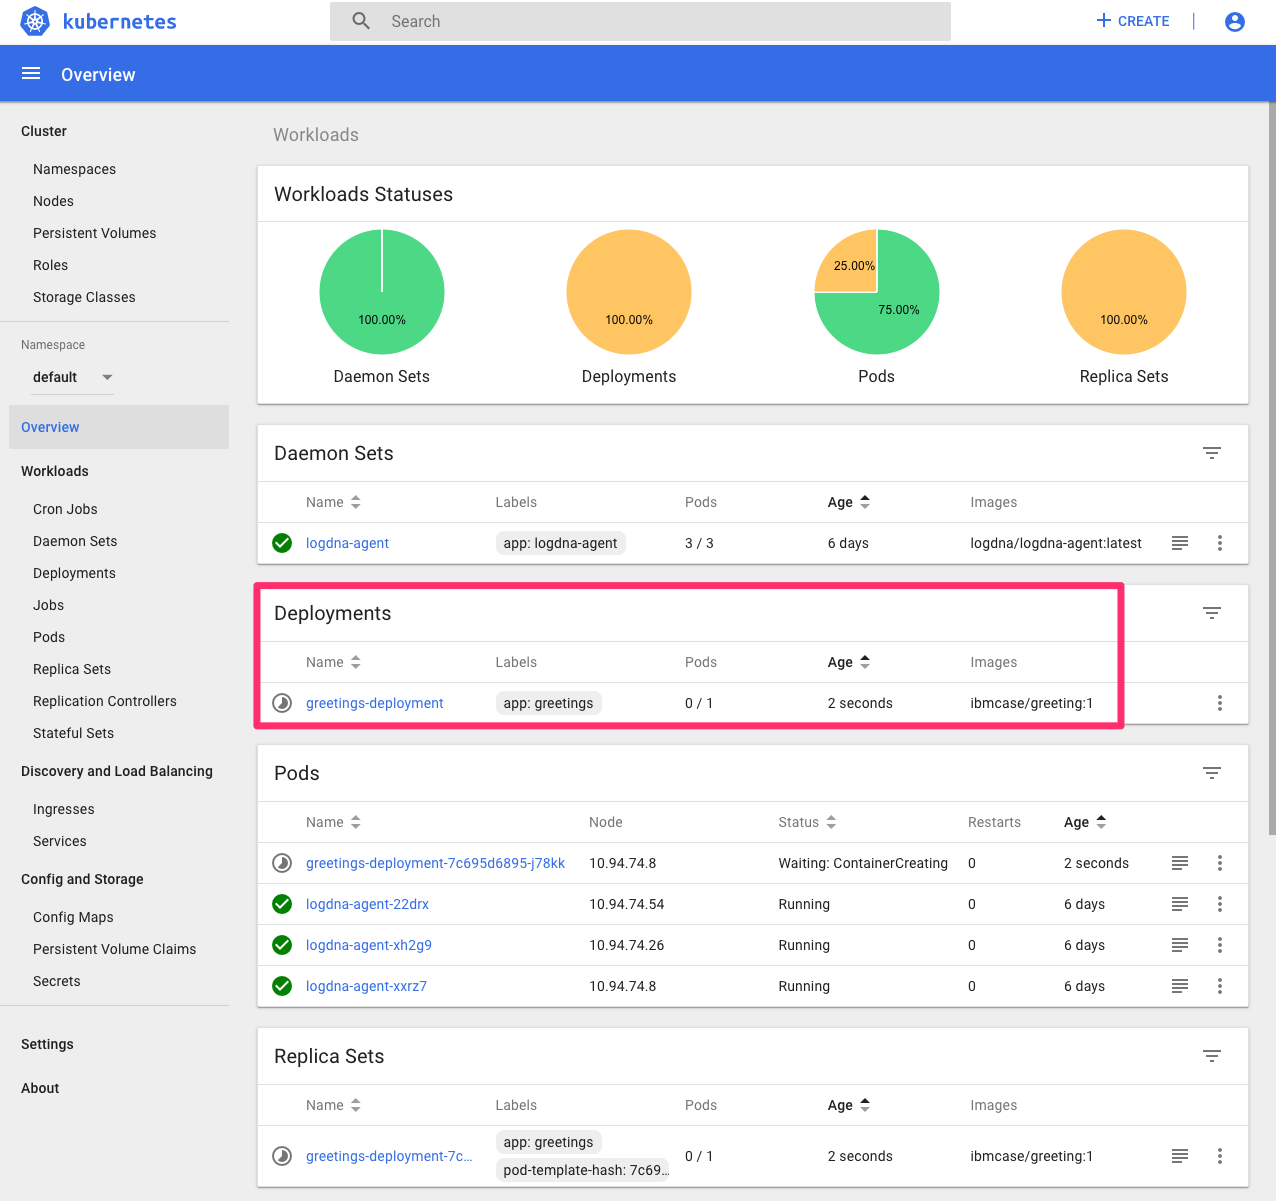 kubernetes
Search
CREATE
Overview
Cluster
Namespaces
Nodes
Persistent Volumes
Roles
Storage Classes
Namespace
default
Overview
Workloads
Cron Jobs
Daemon Sets
Deployments
Jobs
Pods
Replica Sets
Replication Controllers
Stateful Sets
Discovery and Load Balancing
Ingresses
Services
Config and Storage
Config Maps
Persistent Volume Claims
Secrets
Settings
About
Workloads
Workloads Statuses
100.00%
Daemon Sets
100.00%
Deployments
25.00%
75.00%
Pods
100.00%
Replica Sets
Daemon Sets
Name Labels Pods Age Images
logdna-agent app: logdna-agent 3 / 3 6 days logdna/logdna-agent:latest
Deployments
Name Labels Pods Age Images
greetings-deployment app: greetings 0 / 1 2 seconds ibmcase/greeting:1
Pods
Name Node Status Restarts Age
greetings-deployment-7c695d6895-j78kk 10.94.74.8 Waiting: ContainerCreating 0 2 seconds
logdna-agent-22drx 10.94.74.54 Running 0 6 days
logdna-agent-xh2g9 10.94.74.26 Running 0 6 days
logdna-agent-xxrz7 10.94.74.8 Running 0 6 days
Replica Sets
Name Labels Pods Age Images
greetings-deployment-7c... app: greetings 0 / 1 2 seconds ibmcase/greeting:1
pod-template-hash: 7c69...